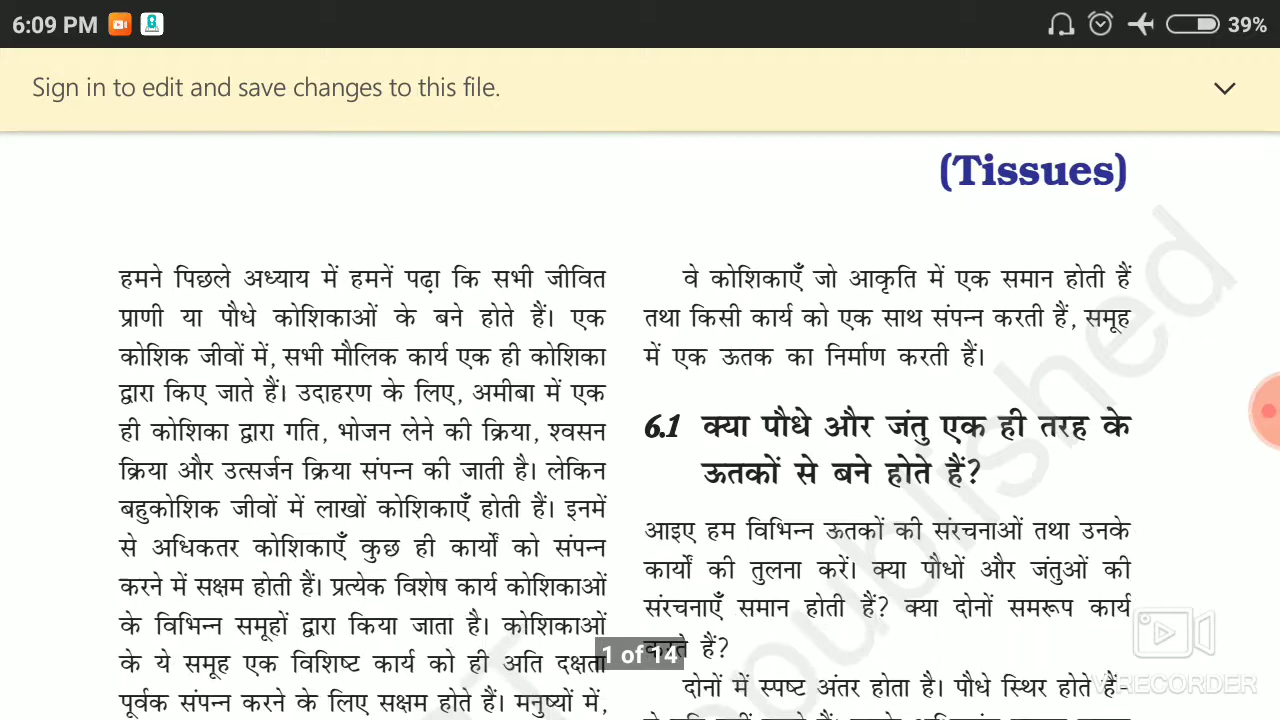 6:09 PM
39%
Sign in to edit and save changes to this file.
(Tissues)
हमने पिछले अध्याय में हमनें पढ़ा कि सभी जीवित
प्राणी या पौधे कोशिकाओं के बने होते हैं। एक
कोशिक जीवों में, सभी मौलिक कार्य एक ही कोशिका
द्वारा किए जाते हैं। उदाहरण के लिए, अमीबा में एक
ही कोशिका द्वारा गति, भोजन लेने की क्रिया, श्वसन
क्रिया और उत्सर्जन क्रिया संपन्न की जाती है। लेकिन
बहुकोशिक जीवों में लाखों कोशिकाएँ होती हैं। इनमें
से अधिकतर कोशिकाएँ कुछ ही कार्यों को संपन्न
करने में सक्षम होती हैं। प्रत्येक विशेष कार्य कोशिकाओं
के विभिन्न समूहों द्वारा किया जाता है। कोशिकाओं
के ये समूह एक विशिष्ट कार्य को ही अति दक्षता
पूर्वक संपन्न करने के लिए सक्षम होते हैं। मनुष्यों में,
वे कोशिकाएँ जो आकृति में एक समान होती हैं
तथा किसी कार्य को एक साथ संपन्न करती हैं, समूह
में एक ऊतक का निर्माण करती हैं।
6.1 क्या पौधे और जंतु एक ही तरह के
ऊतकों से बने होते हैं?
आइए हम विभिन्न ऊतकों की संरचनाओं तथा उनके
कार्यों की तुलना करें। क्या पौधों और जंतुओं की
संरचनाएँ समान होती हैं? क्या दोनों समरूप कार्य
करते हैं?
दोनों में स्पष्ट अंतर होता है। पौधे स्थिर होते हैं-
1 of 14
VRECORDER